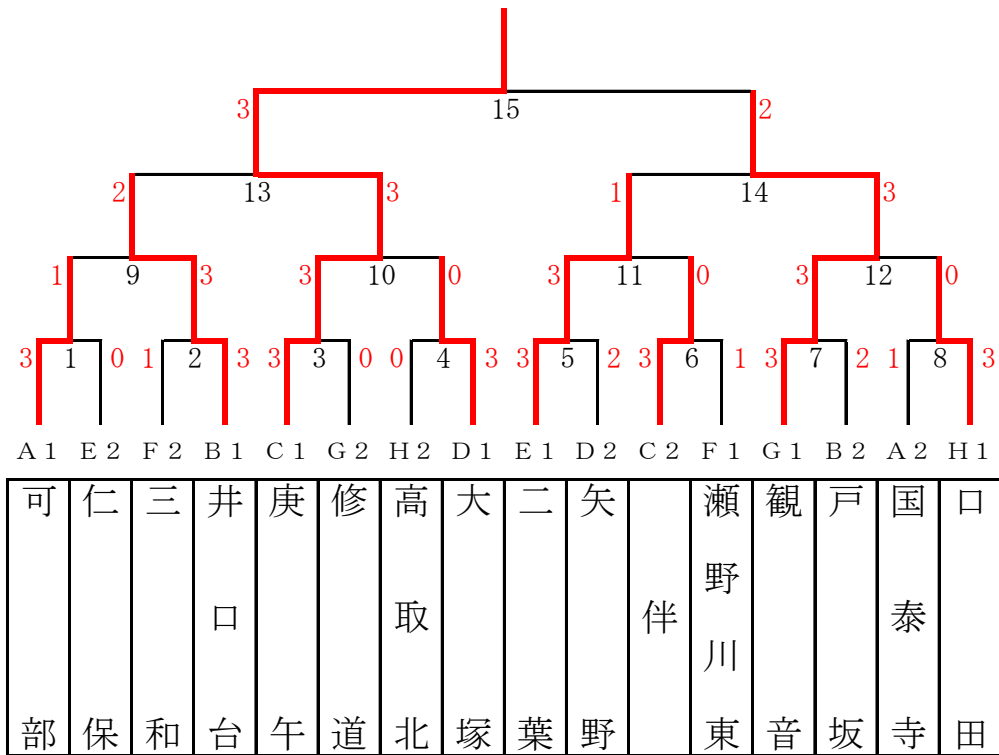 3 15 2
2 13 3 1 14 3
1 9 3 3 10 0 3 11 0 3 12 0
3 1 0 1 2 3 3 3 0 0 4 3 3 5 2 3 6 1 3 7 2 1 8 3
A1 E2 F2 B1 C1 G2 H2 D1 E1 D2 C2 F1 G1 B2 A2 H1
可部
仁保
三和
井口台
庚午
修道
高取北
大塚
二葉
矢野
伴
瀬野川東
観音
戸坂
国泰寺
口田